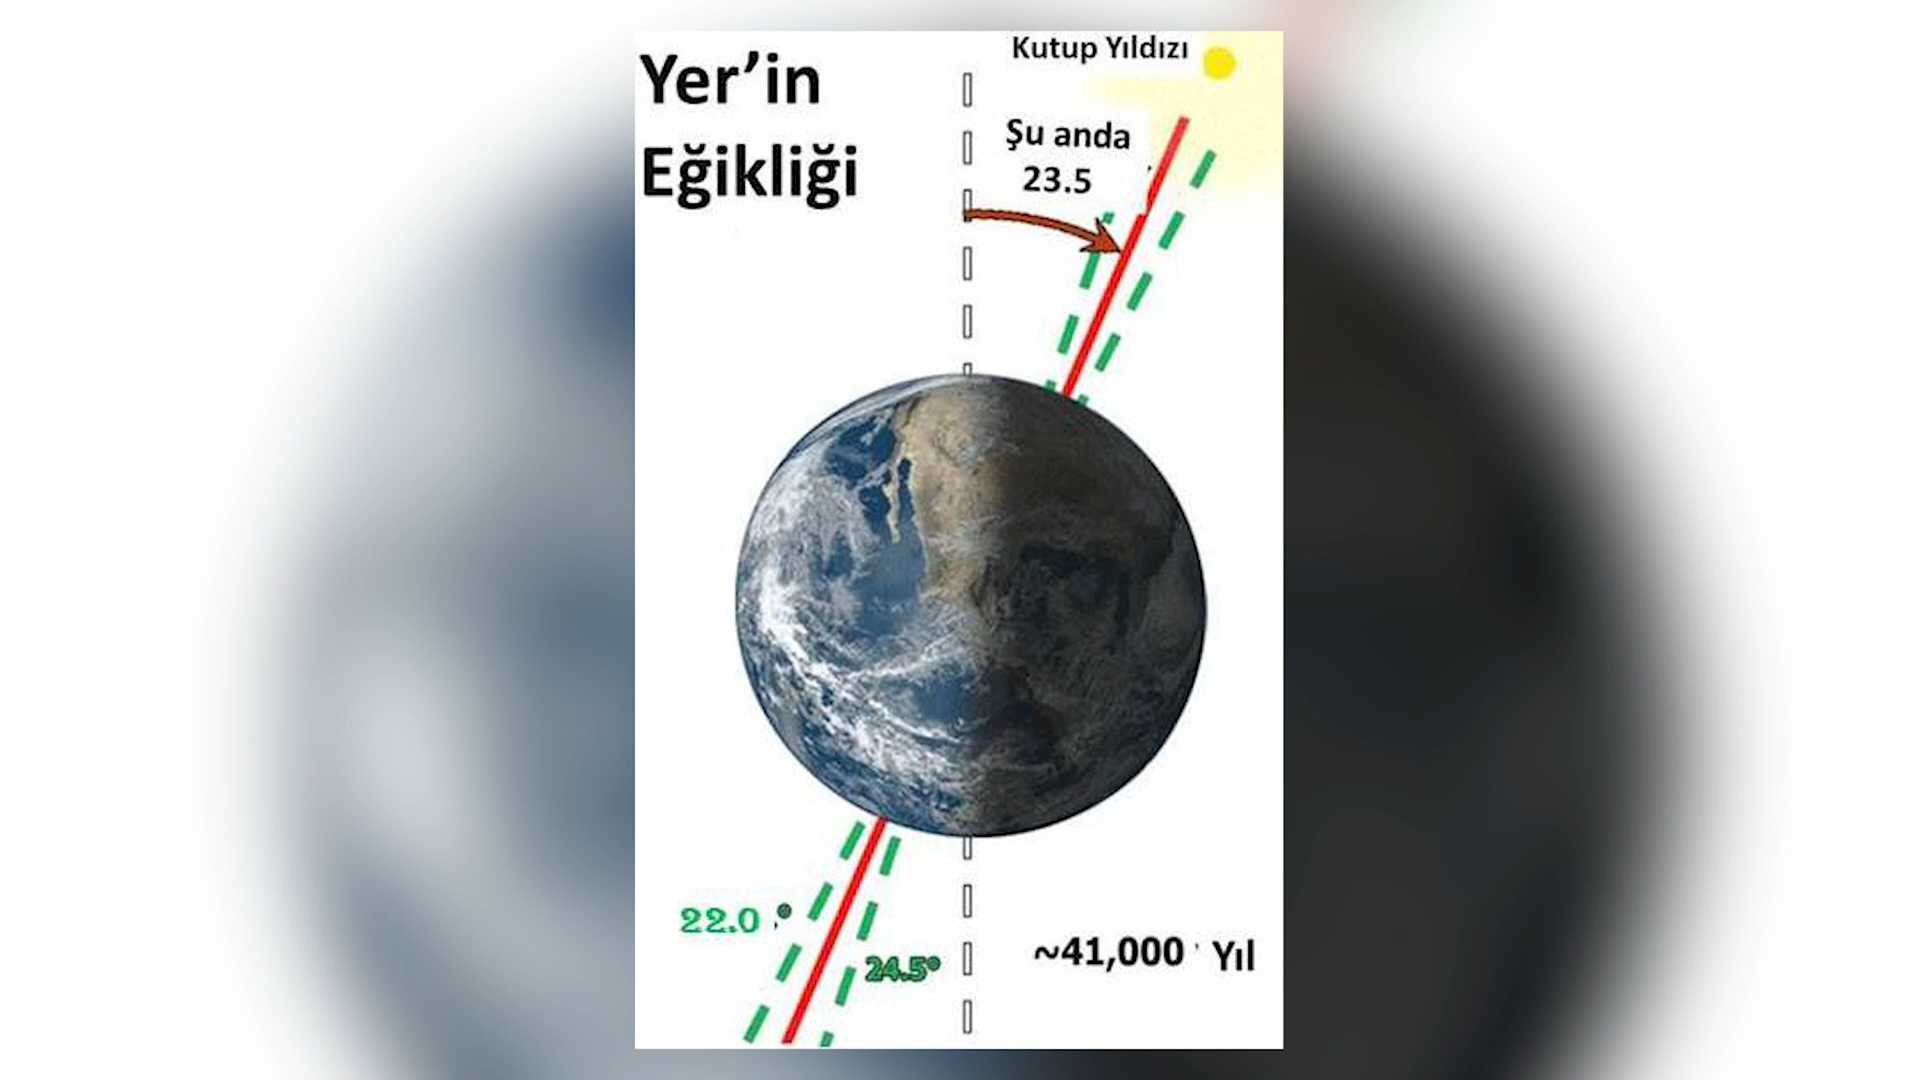 Yer’in
Eğikliği
Kutup Yıldızı
Şu anda
23.5
22.0
24.5°
~41,000 Yıl